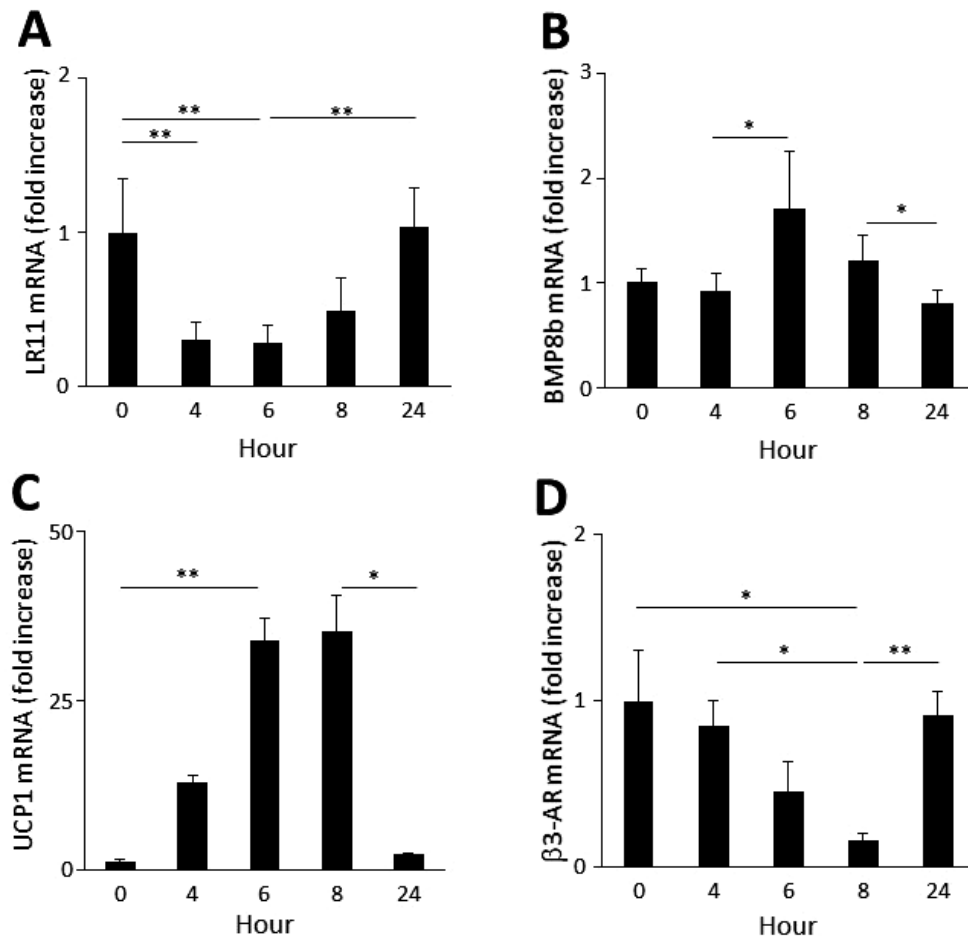 A
LR11 mRNA (fold increase)
2
1
0
**
**
**
0 4 6 8 24
Hour
B
BMP8b mRNA (fold increase)
3
2
1
0
*
*
0 4 6 8 24
Hour
C
UCP1 mRNA (fold increase)
50
25
0
**
*
0 4 6 8 24
Hour
D
β3-AR mRNA (fold increase)
2
1
0
*
*
**
0 4 6 8 24
Hour